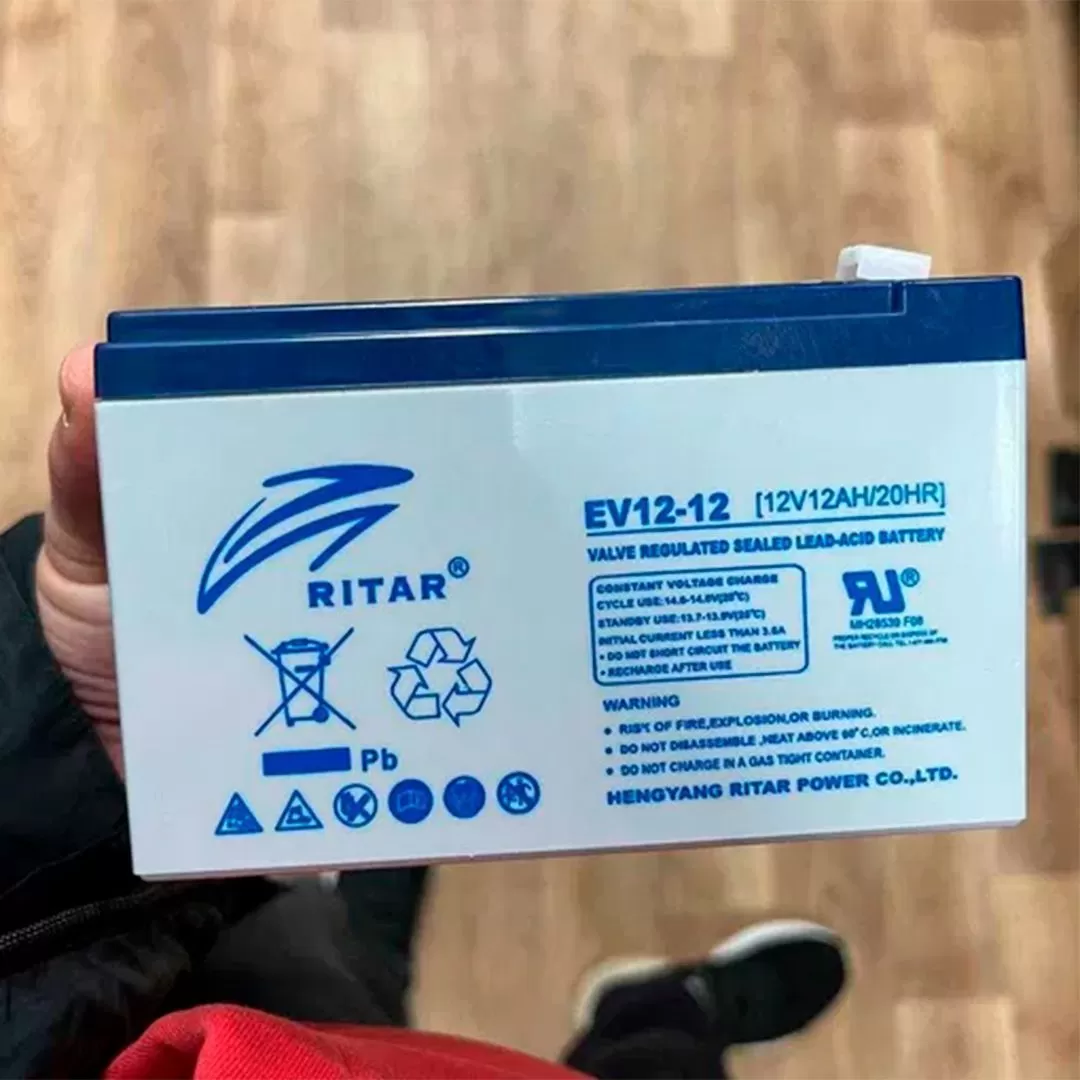 RITAR®
Pb
EV12-12 [12V12AH/20HR]
VALVE REGULATED SEALED LEAD-ACID BATTERY
CONSTANT VOLTAGE CHARGE
CYCLE USE:14.6-14.8V(25°C)
STANDBY USE:13.7-13.9V(25°C)
INITIAL CURRENT LESS THAN 3.6A
• DO NOT SHORT CIRCUIT THE BATTERY
• RECHARGE AFTER USE
®
MH28539 F08
WARNING
• RISK OF FIRE,EXPLOSION,OR BURNING.
• DO NOT DISASSEMBLE ,HEAT ABOVE 60°C,OR INCINERATE.
• DO NOT CHARGE IN A GAS TIGHT CONTAINER.
HENGYANG RITAR POWER CO.,LTD.